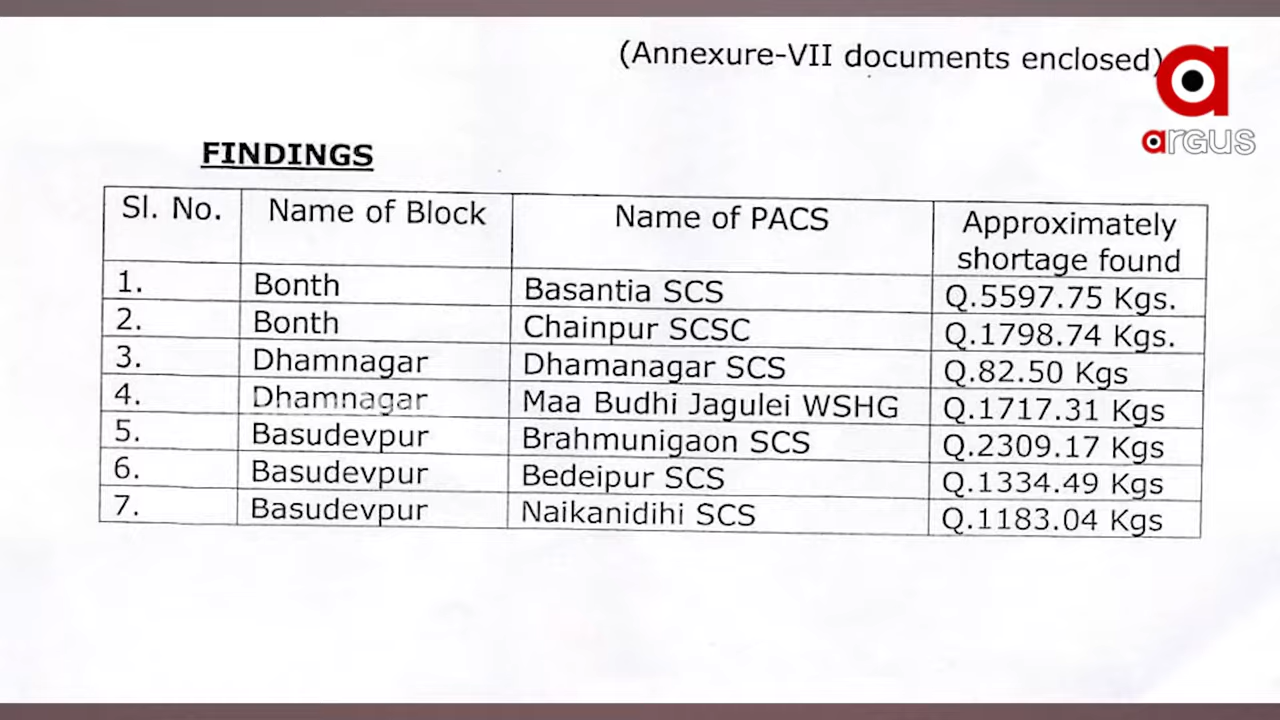 (Annexure-VII documents enclosed)
argus
FINDINGS
Sl. No. Name of Block Name of PACS Approximately shortage found
1. Bonth Basantia SCS Q.5597.75 Kgs.
2. Bonth Chainpur SCSC Q.1798.74 Kgs.
3. Dhamnagar Dhamanagar SCS Q.82.50 Kgs
4. Dhamnagar Maa Budhi Jagulei WSHG Q.1717.31 Kgs
5. Basudevpur Brahmunigaon SCS Q.2309.17 Kgs
6. Basudevpur Bedeipur SCS Q.1334.49 Kgs
7. Basudevpur Naikanidihi SCS Q.1183.04 Kgs